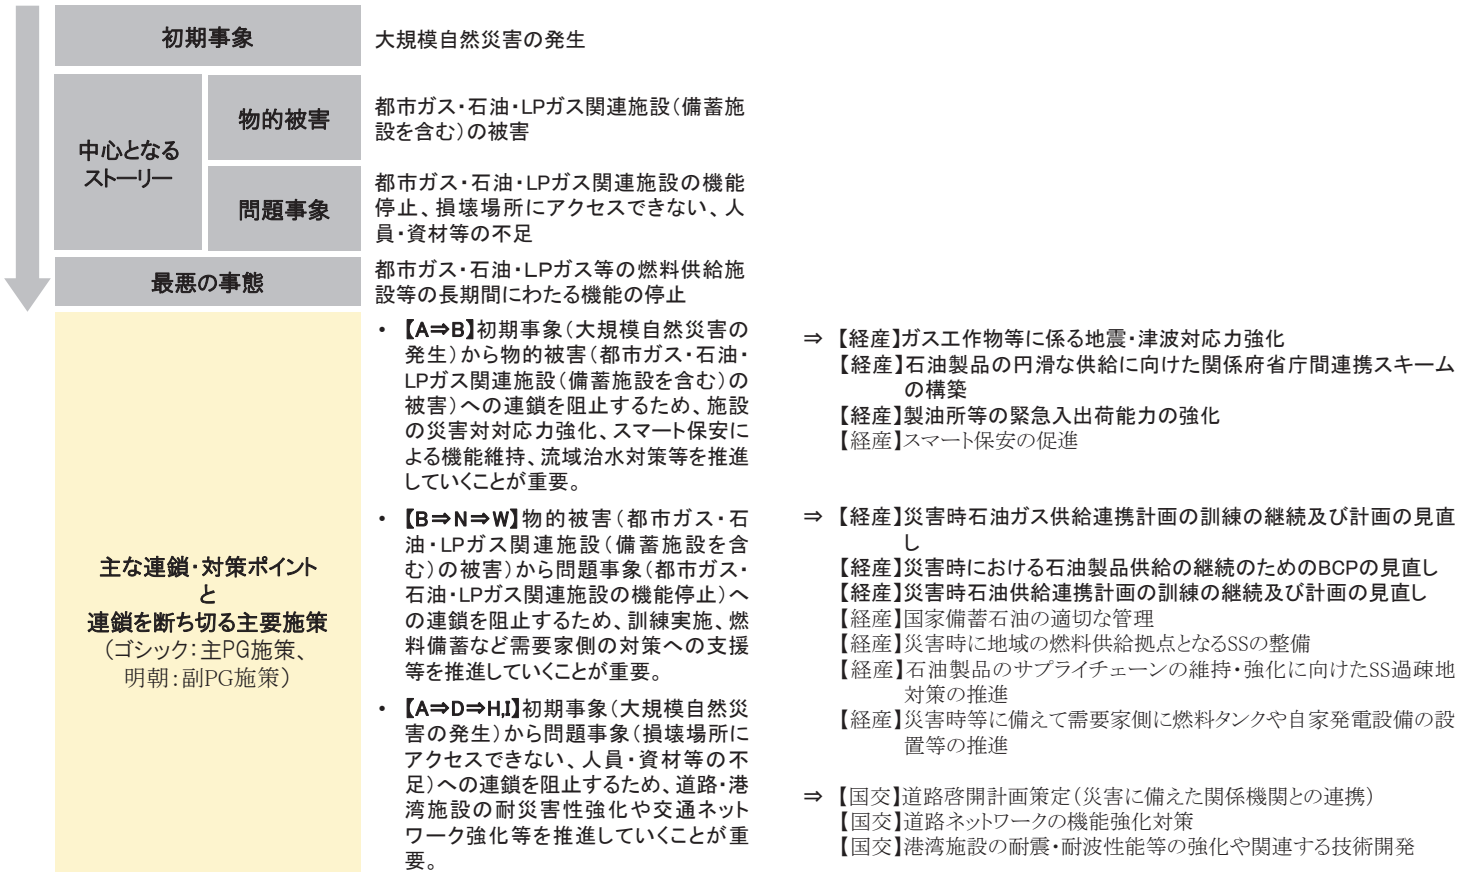 初期事象
大規模自然災害の発生
中心となる
ストーリー
物的被害
都市ガス・石油・LPガス関連施設（備蓄施
設を含む）の被害
問題事象
都市ガス・石油・LPガス関連施設の機能
停止、損壊場所にアクセスできない、人
員・資材等の不足
最悪の事態
都市ガス・石油・LPガス等の燃料供給施
設等の長期間にわたる機能の停止
主な連鎖・対策ポイント
と
連鎖を断ち切る主要施策
（ゴシック：主PG施策、
明朝：副PG施策）
・ 【A⇒B】初期事象（大規模自然災害の
発生）から物的被害（都市ガス・石油・
LPガス関連施設（備蓄施設を含む）の
被害）への連鎖を阻止するため、施設
の災害対対応力強化、スマート保安に
よる機能維持、流域治水対策等を推進
していくことが重要。
⇒ 【経産】ガス工作物等に係る地震・津波対応力強化
【経産】石油製品の円滑な供給に向けた関係府省庁間連携スキーム
の構築
【経産】製油所等の緊急入出荷能力の強化
【経産】スマート保安の促進
・ 【B⇒N⇒W】物的被害（都市ガス・石
油・LPガス関連施設（備蓄施設を含
む）の被害）から問題事象（都市ガス・
石油・LPガス関連施設の機能停止）へ
の連鎖を阻止するため、訓練実施、燃
料備蓄など需要家側の対策への支援
等を推進していくことが重要。
⇒ 【経産】災害時石油ガス供給連携計画の訓練の継続及び計画の見直
し
【経産】災害時における石油製品供給の継続のためのBCPの見直し
【経産】災害時石油供給連携計画の訓練の継続及び計画の見直し
【経産】国家備蓄石油の適切な管理
【経産】災害時に地域の燃料供給拠点となるSSの整備
【経産】石油製品のサプライチェーンの維持・強化に向けたSS過疎地
対策の推進
【経産】災害時等に備えて需要家側に燃料タンクや自家発電設備の設
置等の推進
・ 【A⇒D⇒H,I】初期事象（大規模自然災
害の発生）から問題事象（損壊場所に
アクセスできない、人員・資材等の不
足）への連鎖を阻止するため、道路・港
湾施設の耐災害性強化や交通ネット
ワーク強化等を推進していくことが重
要。
⇒ 【国交】道路啓開計画策定（災害に備えた関係機関との連携）
【国交】道路ネットワークの機能強化対策
【国交】港湾施設の耐震・耐波性能等の強化や関連する技術開発